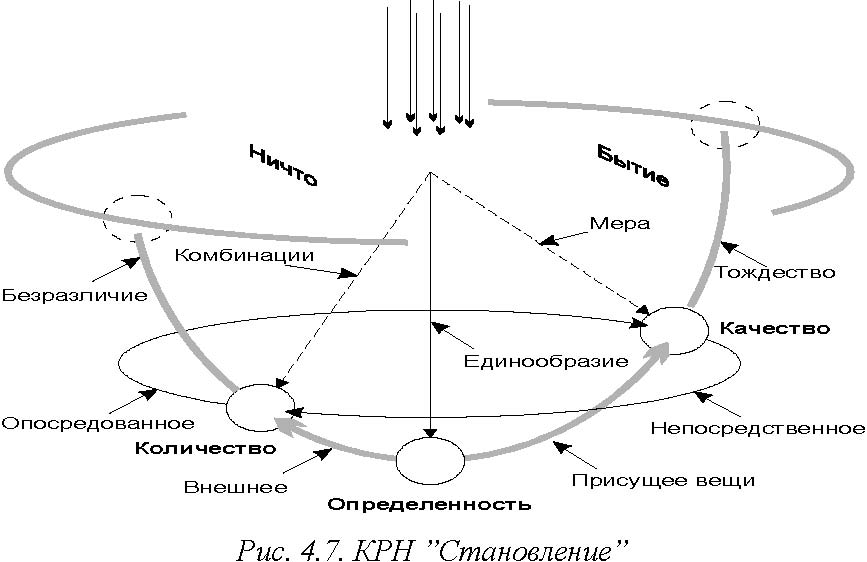 Ничто
Бытие
Мера
Комбинации
Тождество
Безразличие
Качество
Единообразие
Опосредованное
Непосредственное
Количество
Присущее вещи
Внешнее
Определенность
Рис. 4.7. КРН ”Становление”